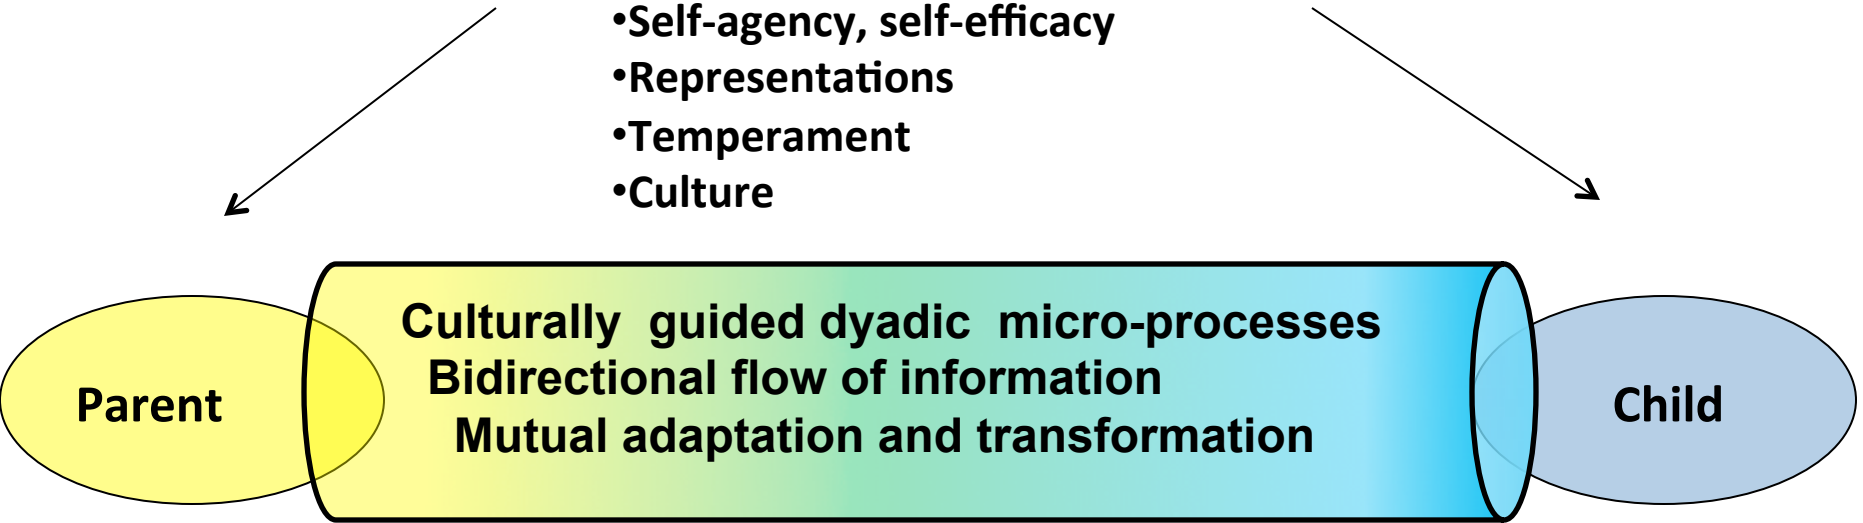 •Self-agency, self-efficacy
•Representations
•Temperament
•Culture
Culturally guided dyadic micro-processes
Bidirectional flow of information
Mutual adaptation and transformation
Parent
Child